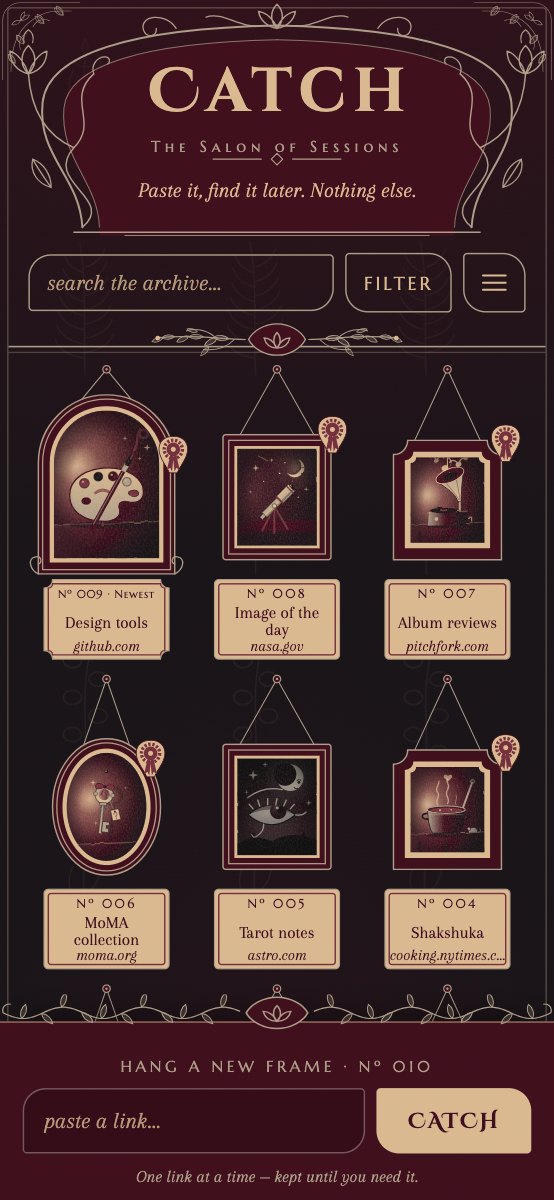 CATCH
The Salon of Sessions
Paste it, find it later. Nothing else.
search the archive...
FILTER
Nº 009 · Newest
Design tools
github.com
Nº 008
Image of the
day
nasa.gov
Nº 007
Album reviews
pitchfork.com
Nº 006
MoMA
collection
moma.org
Nº 005
Tarot notes
astro.com
Nº 004
Shakshuka
cooking.nytimes.c...
HANG A NEW FRAME · Nº 010
paste a link...
CATCH
One link at a time — kept until you need it.